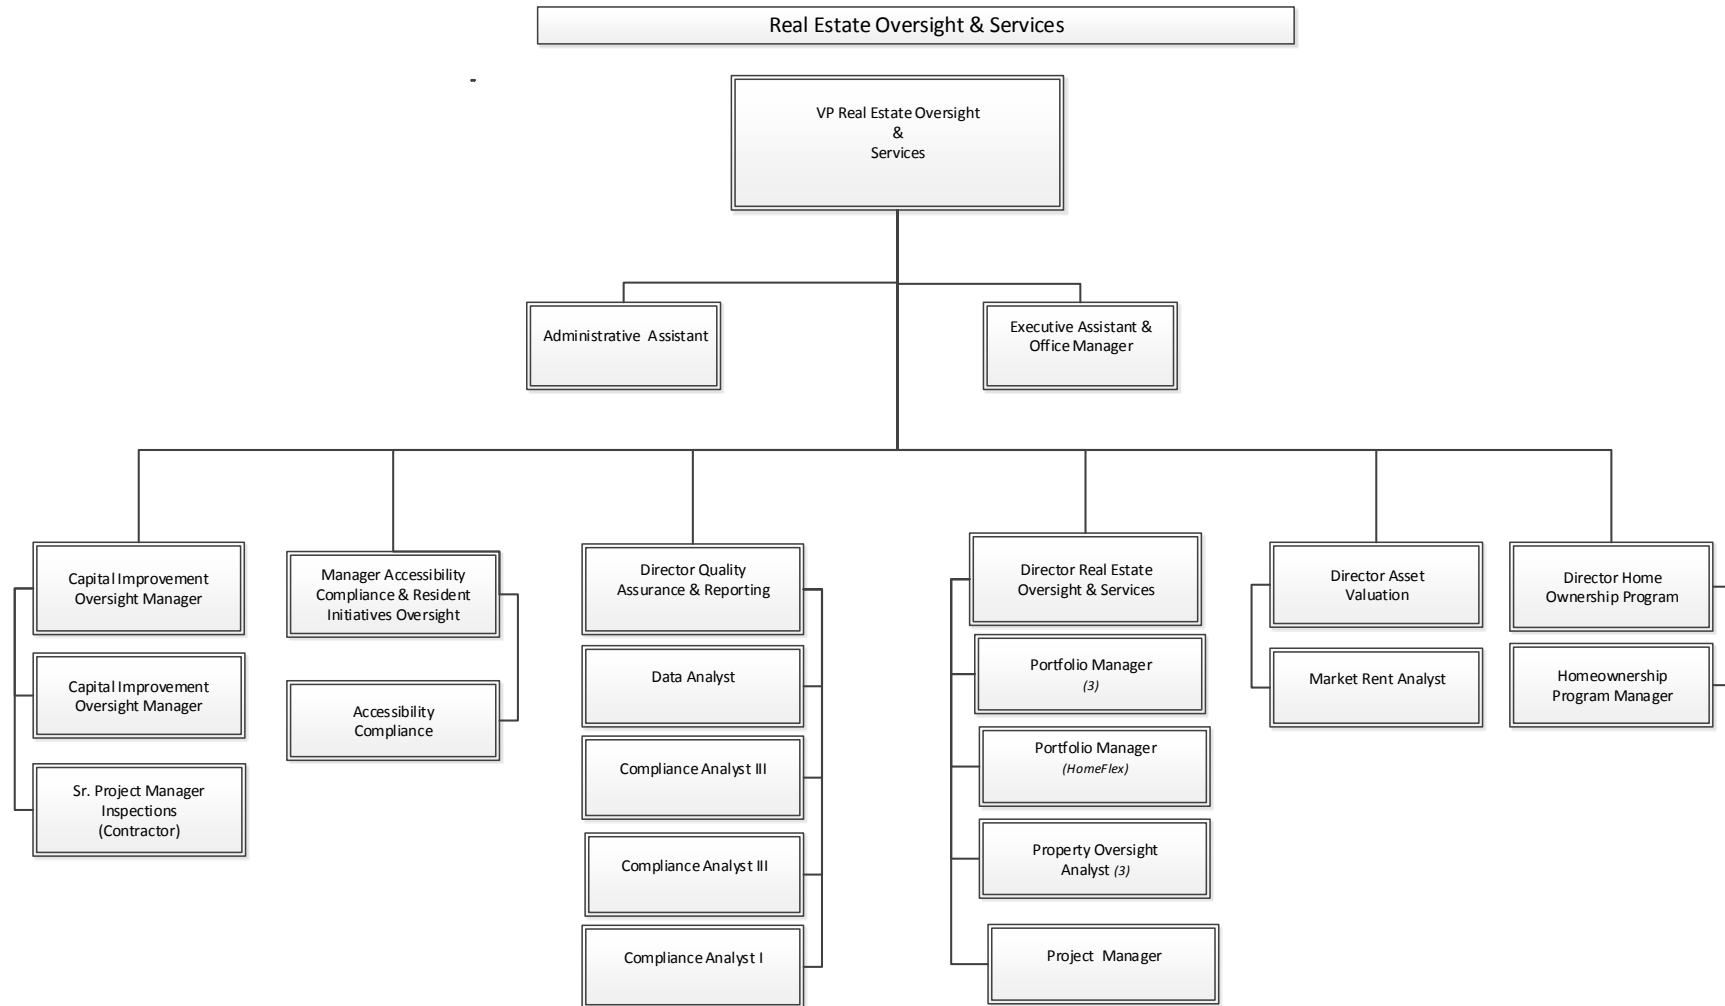 Real Estate Oversight & Services
-
VP Real Estate Oversight
&
Services
Administrative Assistant
Executive Assistant &
Office Manager
Capital Improvement
Oversight Manager
Capital Improvement
Oversight Manager
Sr. Project Manager
Inspections
(Contractor)
Manager Accessibility
Compliance & Resident
Initiatives Oversight
Accessibility
Compliance
Director Quality
Assurance & Reporting
Data Analyst
Compliance Analyst III
Compliance Analyst III
Compliance Analyst I
Director Real Estate
Oversight & Services
Portfolio Manager
(3)
Portfolio Manager
(HomeFlex)
Property Oversight
Analyst (3)
Project Manager
Director Asset
Valuation
Market Rent Analyst
Director Home
Ownership Program
Homeownership
Program Manager